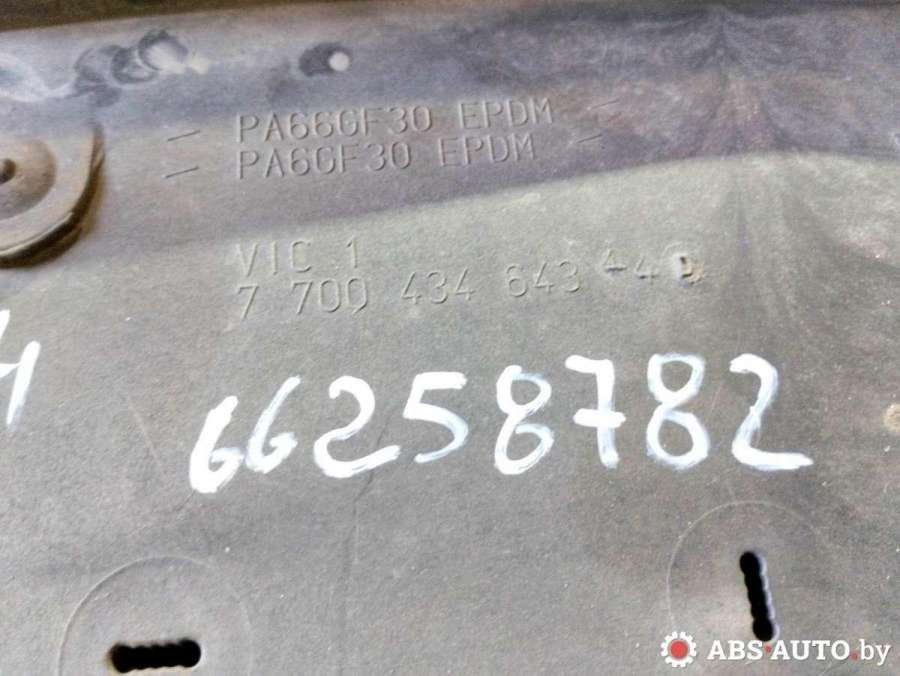 — PA66GF30 EPDM —
— PA6GF30 EPDM —
VIC 1
7 700 434 643
66258782
ABS-AUTO.by